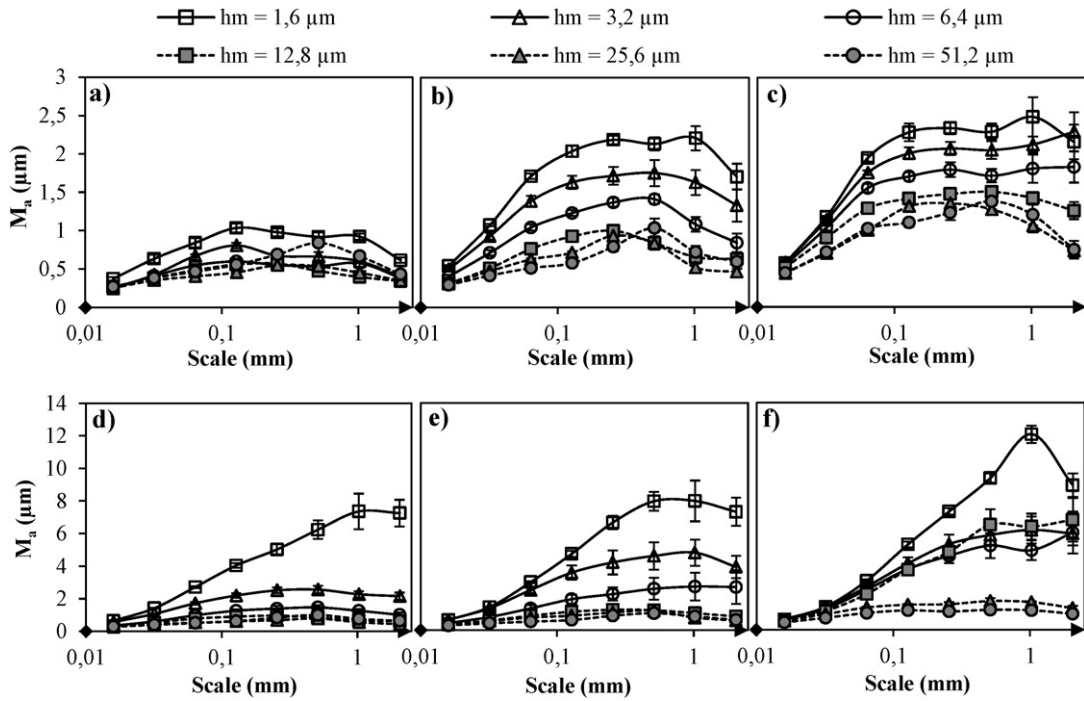 hm = 1,6 µm hm = 3,2 µm hm = 6,4 µm
hm = 12,8 µm hm = 25,6 µm hm = 51,2 µm
a) b) c)
3
2,5
2
1,5
1
0,5
0
Mₐ (µm)
0,01 0,1 1 0,01 0,1 1 0,01 0,1 1
Scale (mm) Scale (mm) Scale (mm)
d) e) f)
14
12
10
8
6
4
2
0
Mₐ (µm)
0,01 0,1 1 0,01 0,1 1 0,01 0,1 1
Scale (mm) Scale (mm) Scale (mm)